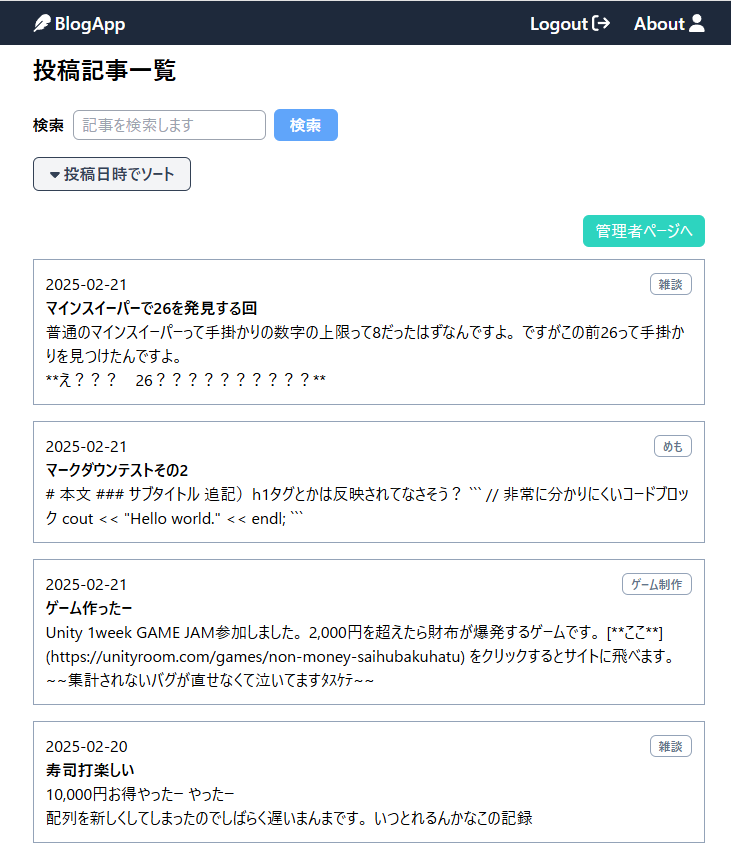 BlogApp Logout About
投稿記事一覧
検索 記事を検索します 検索
投稿日時でソート
管理者ページへ
2025-02-21 雑談
マインスイーパーで26を発見する回
普通のマインスイーパーって手掛かりの数字の上限って8だったはずなんですよ。ですがこの前26って手掛か
りを見つけたんですよ。
**え？？？　26？？？？？？？？？？**
2025-02-21 めも
マークダウンテストその2
# 本文 ### サブタイトル 追記）h1タグとかは反映されてなさそう？ ``` // 非常に分かりにくいコードブロッ
ク cout << "Hello world." << endl; ```
2025-02-21 ゲーム制作
ゲーム作ったー
Unity 1week GAME JAM参加しました。2,000円を超えたら財布が爆発するゲームです。[**ここ**]
(https://unityroom.com/games/non-money-saihubakuhatu) をクリックするとサイトに飛べます。
~~集計されないバグが直せなくて泣いてますﾀｽｹﾃ~~
2025-02-20 雑談
寿司打楽しい
10,000円お得やったー やったー
配列を新しくしてしまったのでしばらく遅いまんまです。いつとれるんかなこの記録